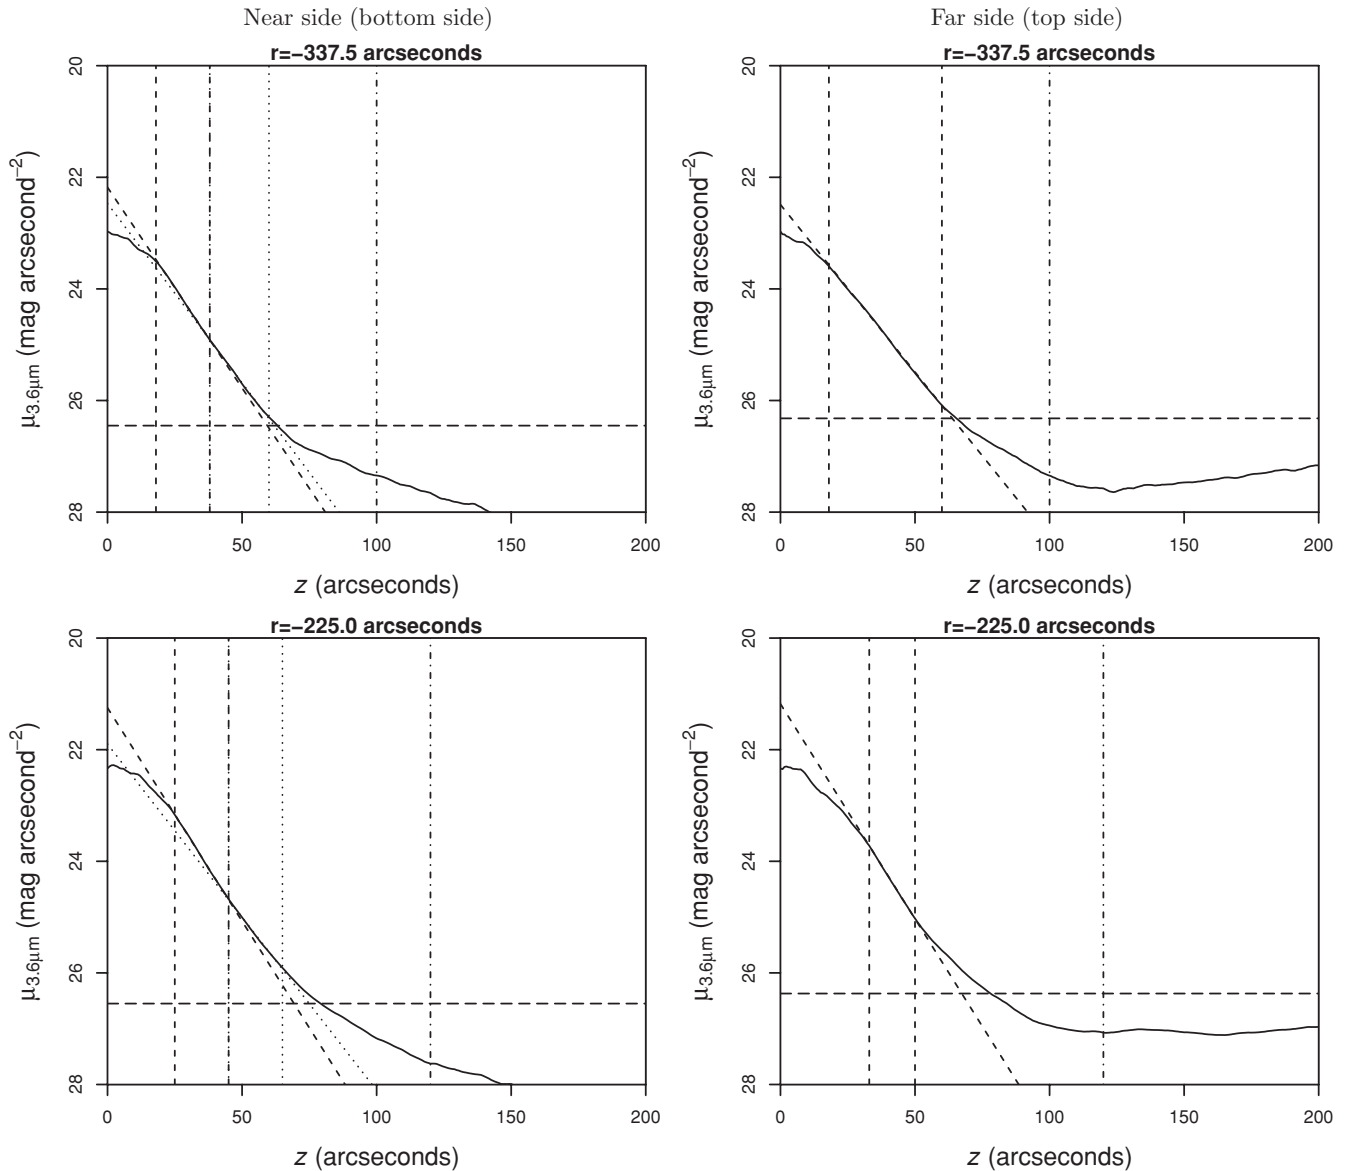 Near side (bottom side)
Far side (top side)
r=−337.5 arcseconds
r=−337.5 arcseconds
20
22
24
26
28
μ3.6μm (mag arcsecond−2)
0 50 100 150 200
z (arcseconds)
20
22
24
26
28
μ3.6μm (mag arcsecond−2)
0 50 100 150 200
z (arcseconds)
r=−225.0 arcseconds
r=−225.0 arcseconds
20
22
24
26
28
μ3.6μm (mag arcsecond−2)
0 50 100 150 200
z (arcseconds)
20
22
24
26
28
μ3.6μm (mag arcsecond−2)
0 50 100 150 200
z (arcseconds)